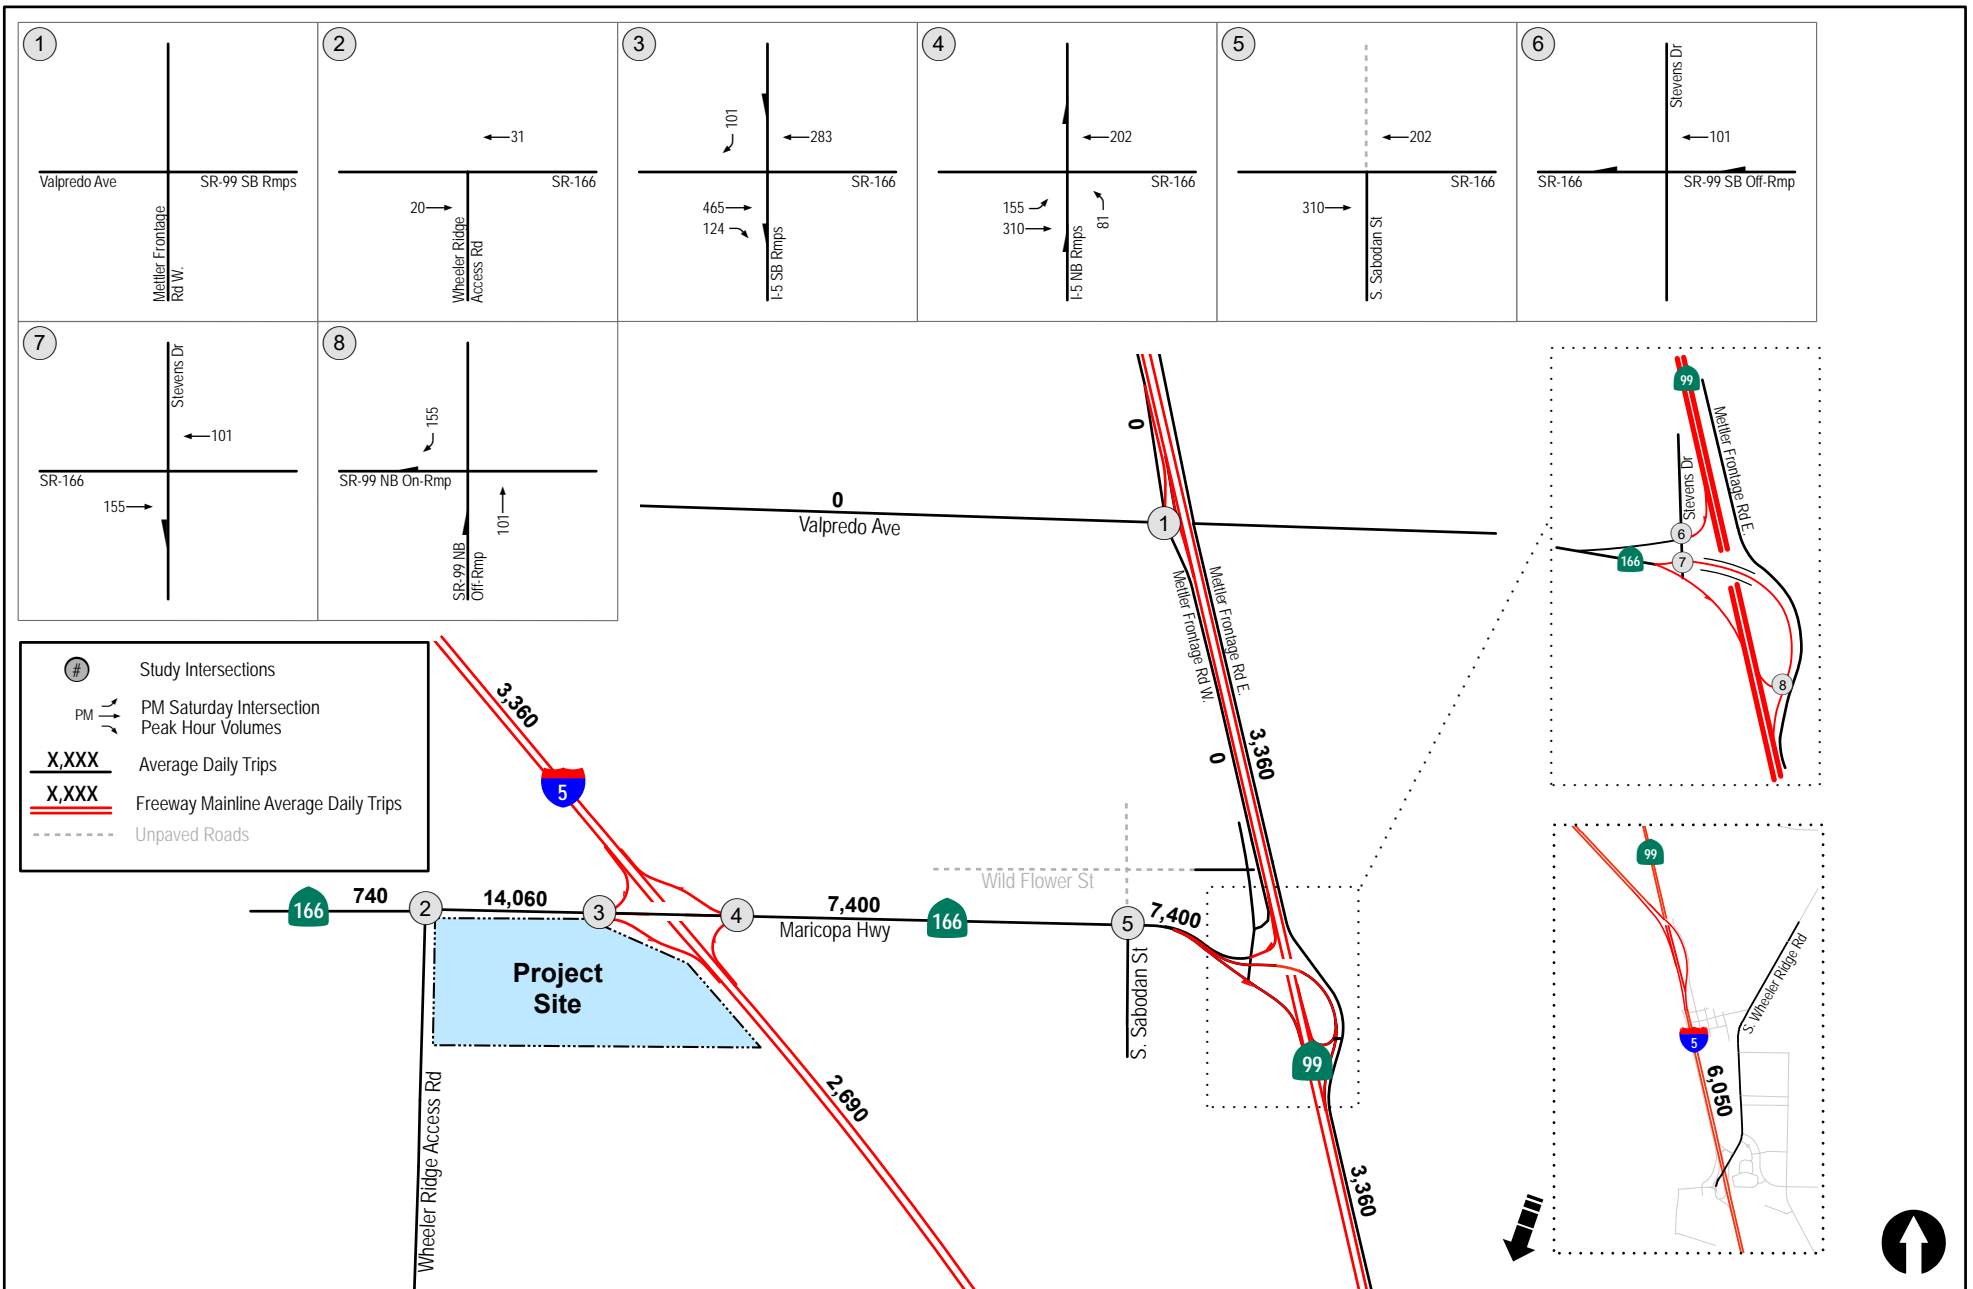 1
Valpredo Ave
SR-99 SB Rmps
Mettler Frontage
Rd W.
2
31
SR-166
20
Wheeler Ridge
Access Rd
3
101
283
SR-166
465
124
I-5 SB Rmps
4
202
SR-166
155
310
81
I-5 NB Rmps
5
202
SR-166
310
S. Sabodan St
6
Stevens Dr
101
SR-166
SR-99 SB Off-Rmp
7
Stevens Dr
101
SR-166
155
8
155
SR-99 NB On-Rmp
101
SR-99 NB
Off-Rmp
# Study Intersections
PM PM Saturday Intersection
Peak Hour Volumes
X,XXX Average Daily Trips
X,XXX Freeway Mainline Average Daily Trips
Unpaved Roads
0
0
Valpredo Ave
1
Mettler Frontage Rd W.
Mettler Frontage Rd E.
3,360
0
3,360
5
Wild Flower St
166
740
2
14,060
3
4
7,400
Maricopa Hwy
166
5
7,400
Project
Site
S. Sabodan St
99
2,690
Wheeler Ridge Access Rd
3,360
99
Mettler Frontage Rd E.
Stevens Dr
6
166
7
8
99
S. Wheeler Ridge Rd
5
6,050